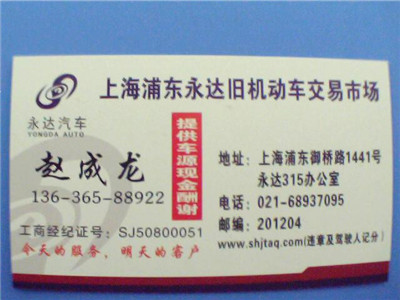 上海浦东永达旧机动车交易市场
永达汽车
YONGDA AUTO
提供车源现金酬谢
赵成龙
136-365-88922
地址：上海浦东御桥路1441号
永达315办公室
电话：021-68937095
邮编：201204
工商经纪证号：SJ50800051
www.shjtaq.com(违章及驾驶人记分)
今天的服务，明天的客户